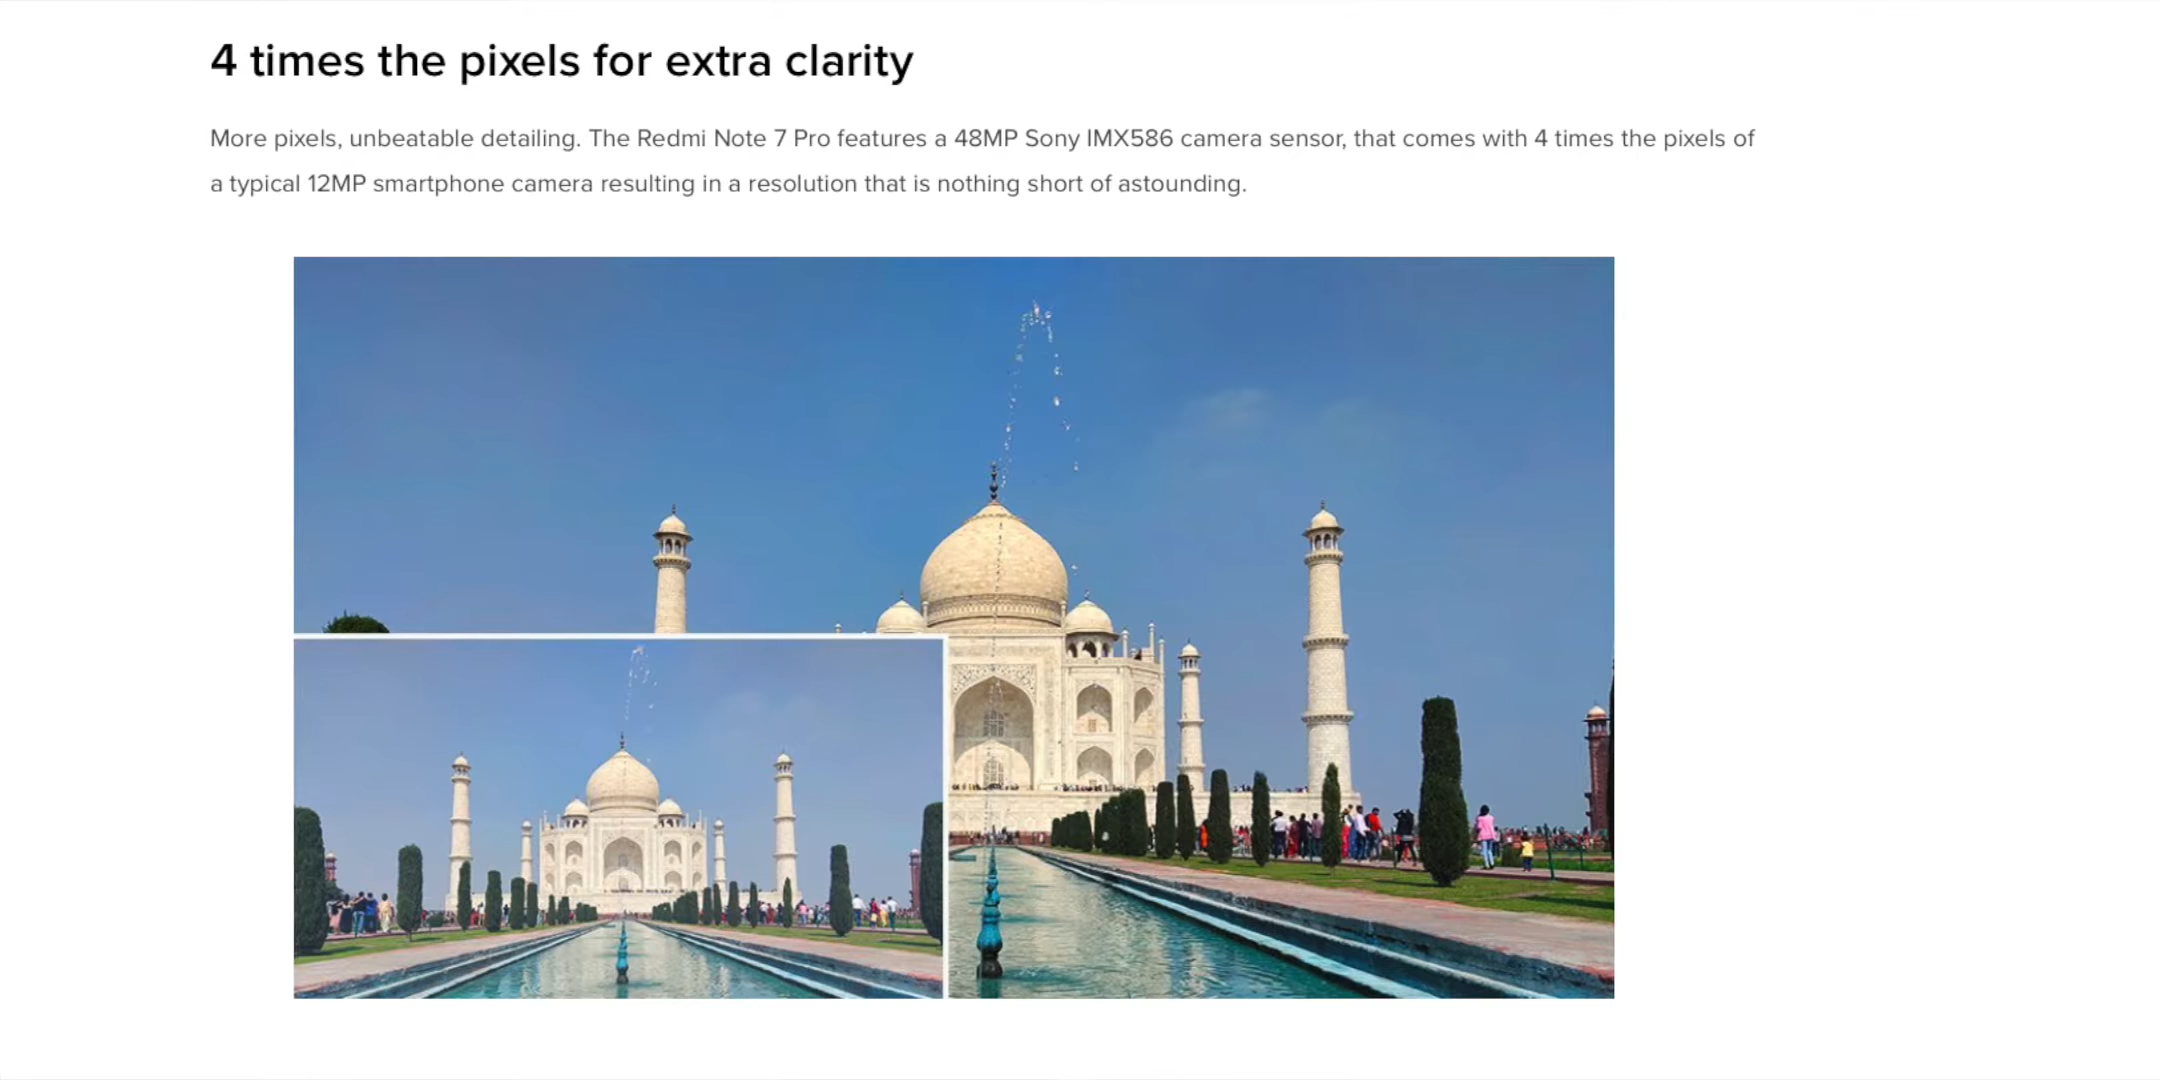 4 times the pixels for extra clarity
More pixels, unbeatable detailing. The Redmi Note 7 Pro features a 48MP Sony IMX586 camera sensor, that comes with 4 times the pixels of
a typical 12MP smartphone camera resulting in a resolution that is nothing short of astounding.